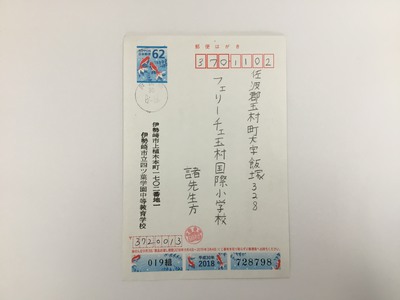 郵便はがき
62
3701102
佐波郡玉村町大字飯塚328
フェリーチェ玉村国際小学校
諸先生方
伊勢崎市上植木本町一七〇二番地一
伊勢崎市立四ツ葉学園中等教育学校
3720013
019組
平成30年
2018
728798